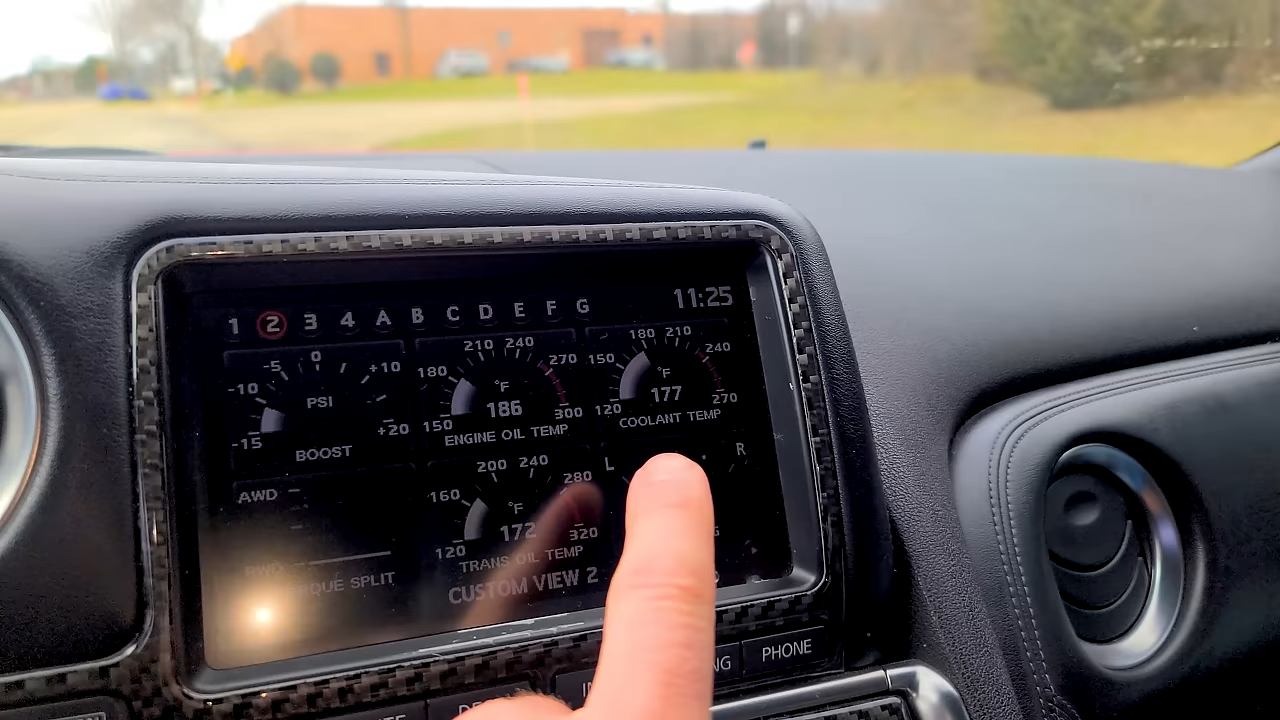 1 2 3 4 A B C D E F G 11:25
-15 -10 -5 0 +10 +20
PSI
BOOST
150 180 210 240 270 300
°F
186
ENGINE OIL TEMP
120 150 180 210 240 270
°F
177
COOLANT TEMP
AWD
120 160 200 240 280 320
°F
172
TRANS OIL TEMP
L R
SPLIT
CUSTOM VIEW 2
PHONE